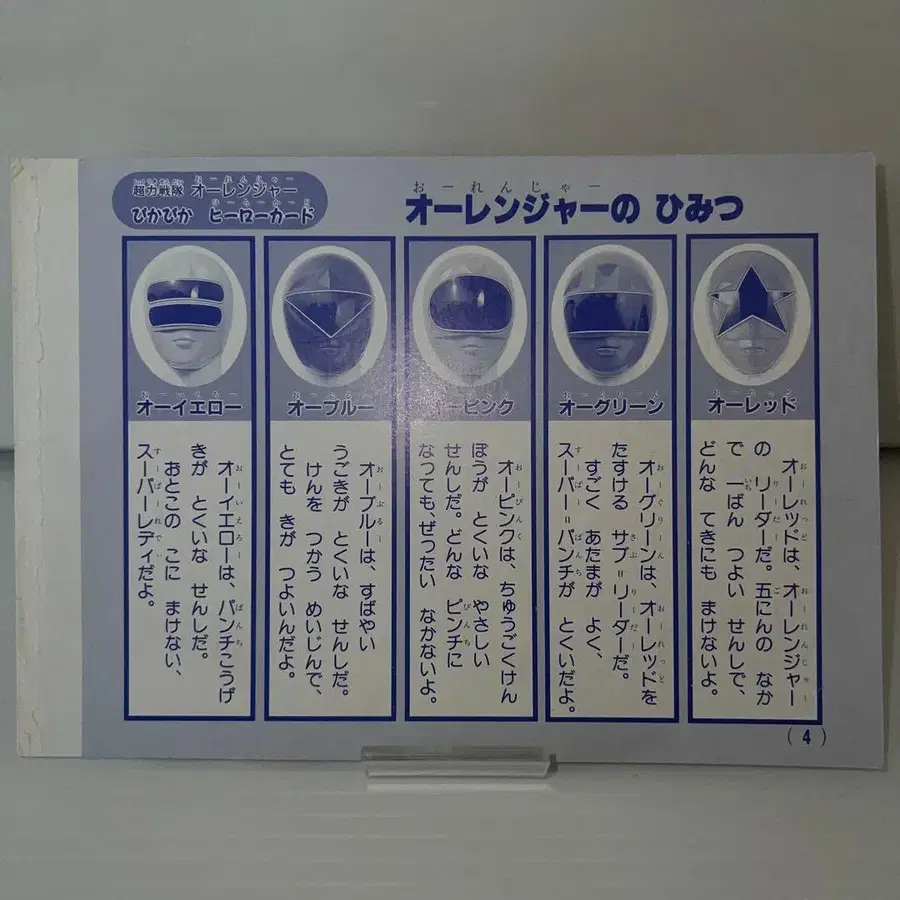 超力戦隊 オーレンジャー
ぴかぴか ヒーローカード
おーれんじゃー
オーレンジャーの ひみつ
オーレッド
オーレッドは、オーレンジャー
の リーダーだ。五にんの なか
で 一ばん つよい せんしで、
どんな てきにも まけないよ。
オーグリーン
オーグリーンは、オーレッドを
たすける サブ＝リーダーだ。
すごく あたまが よく、
スーパー＝パンチが とくいだよ。
オーピンク
オーピンクは、ちゅうごくけん
ぽうが とくいな やさしい
せんしだ。どんな ピンチに
なっても、ぜったい なかないよ。
オーブルー
オーブルーは、すばやい
うごきが とくいな せんしだ。
けんを つかう めいじんで、
とても きが つよいんだよ。
オーイエロー
オーイエローは、パンチこうげ
きが とくいな せんしだ。
おとこの こに まけない、
スーパーレディだよ。
(4)